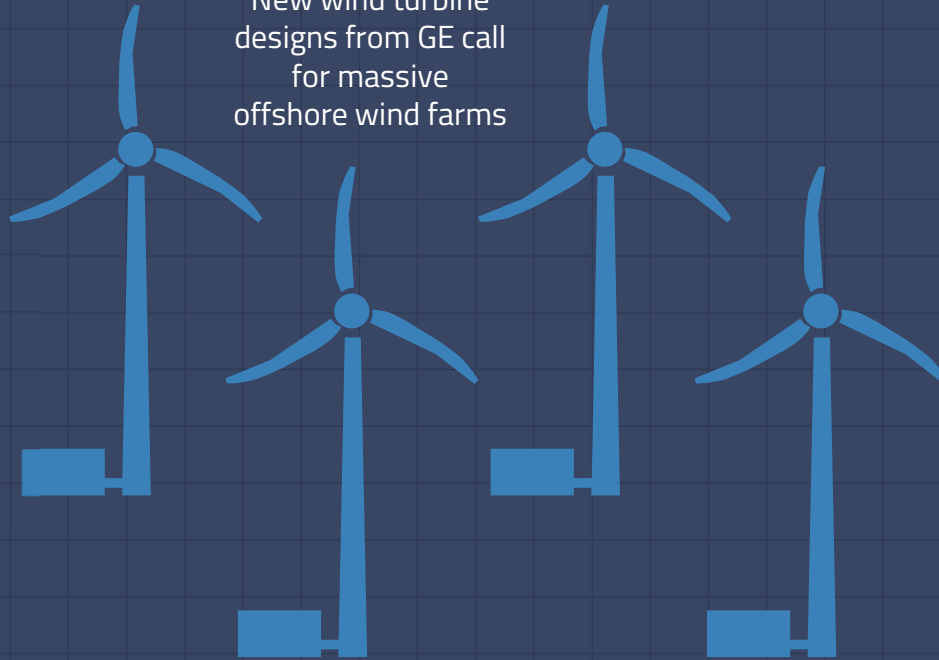 New wind turbine
designs from GE call
for massive
offshore wind farms